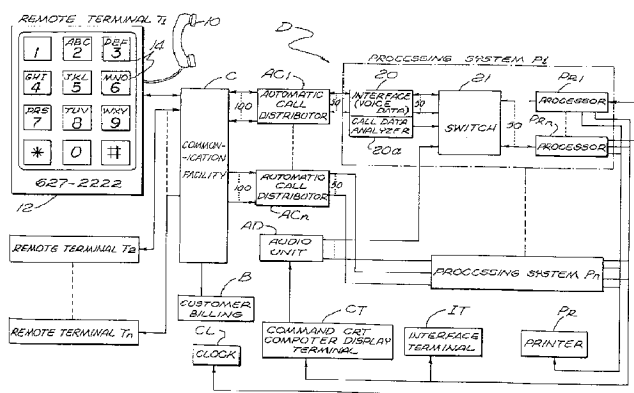 REMOTE TERMINAL T1
10
D
PROCESSING SYSTEM P1
1
ABC 2
DEF 3
14
GHI 4
JKL 5
MNO 6
PRS 7
TUV 8
WXY 9
*
0
#
627-2222
12
C
COMMUN-
ICATION
FACILITY
100
AC1
AUTOMATIC
CALL
DISTRIBUTOR
50
20
INTERFACE
(VOICE
DATA)
CALL DATA
ANALYZER
20a
50
21
SWITCH
50
PR1
PROCESSOR
PRn
PROCESSOR
100
AUTOMATIC
CALL
DISTRIBUTOR
50
ACn
AD
AUDIO
UNIT
PROCESSING SYSTEM Pn
REMOTE TERMINAL T2
REMOTE TERMINAL Tn
B
CUSTOMER
BILLING
CL
CLOCK
CT
COMMAND CRT
COMPUTER DISPLAY
TERMINAL
IT
INTERFACE
TERMINAL
PR
PRINTER